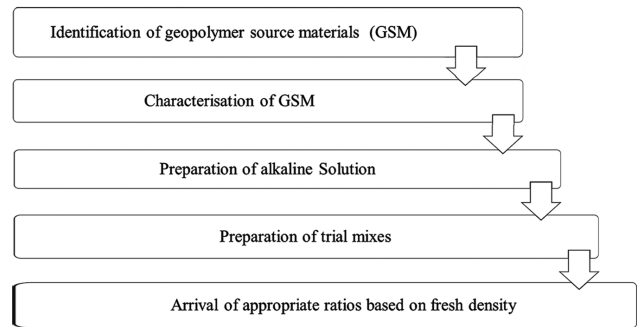 Identification of geopolymer source materials (GSM)
Characterisation of GSM
Preparation of alkaline Solution
Preparation of trial mixes
Arrival of appropriate ratios based on fresh density